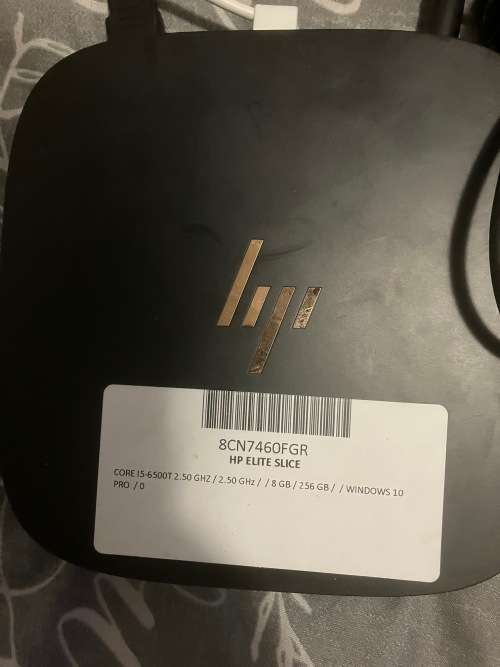 hp
8CN7460FGR
HP ELITE SLICE
CORE I5-6500T 2.50 GHZ / 2.50 GHz / / 8 GB / 256 GB / / WINDOWS 10
PRO / 0